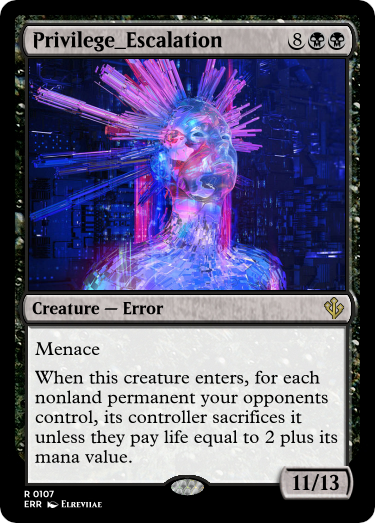 Privilege_Escalation 8
Creature — Error
Menace
When this creature enters, for each
nonland permanent your opponents
control, its controller sacrifices it
unless they pay life equal to 2 plus its
mana value.
11/13
R 0107
ERR Elreviiae